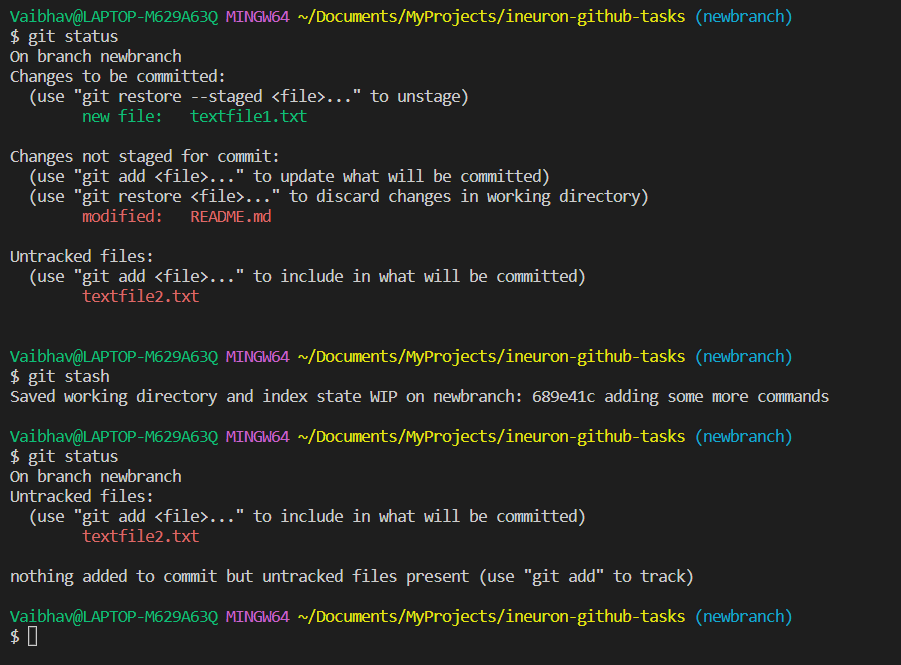 Vaibhav@LAPTOP-M629A63Q MINGW64 ~/Documents/MyProjects/ineuron-github-tasks (newbranch)
$ git status
On branch newbranch
Changes to be committed:
  (use "git restore --staged <file>..." to unstage)
        new file:   textfile1.txt

Changes not staged for commit:
  (use "git add <file>..." to update what will be committed)
  (use "git restore <file>..." to discard changes in working directory)
        modified:   README.md

Untracked files:
  (use "git add <file>..." to include in what will be committed)
        textfile2.txt


Vaibhav@LAPTOP-M629A63Q MINGW64 ~/Documents/MyProjects/ineuron-github-tasks (newbranch)
$ git stash
Saved working directory and index state WIP on newbranch: 689e41c adding some more commands

Vaibhav@LAPTOP-M629A63Q MINGW64 ~/Documents/MyProjects/ineuron-github-tasks (newbranch)
$ git status
On branch newbranch
Untracked files:
  (use "git add <file>..." to include in what will be committed)
        textfile2.txt

nothing added to commit but untracked files present (use "git add" to track)

Vaibhav@LAPTOP-M629A63Q MINGW64 ~/Documents/MyProjects/ineuron-github-tasks (newbranch)
$